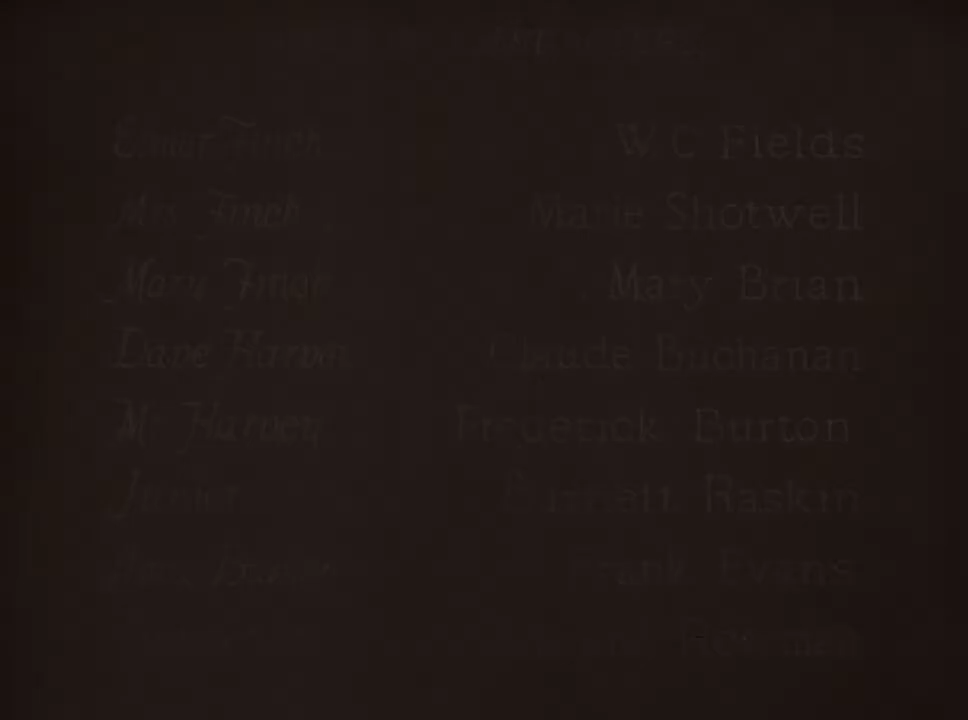 Elmer Finch W.C. Fields
Mrs. Finch Marie Shotwell
Mary Finch Mary Brian
Dave Harvey Claude Buchanan
Mr. Harvey Frederick Burton
Junior Barnett Raskin
Frank Evans